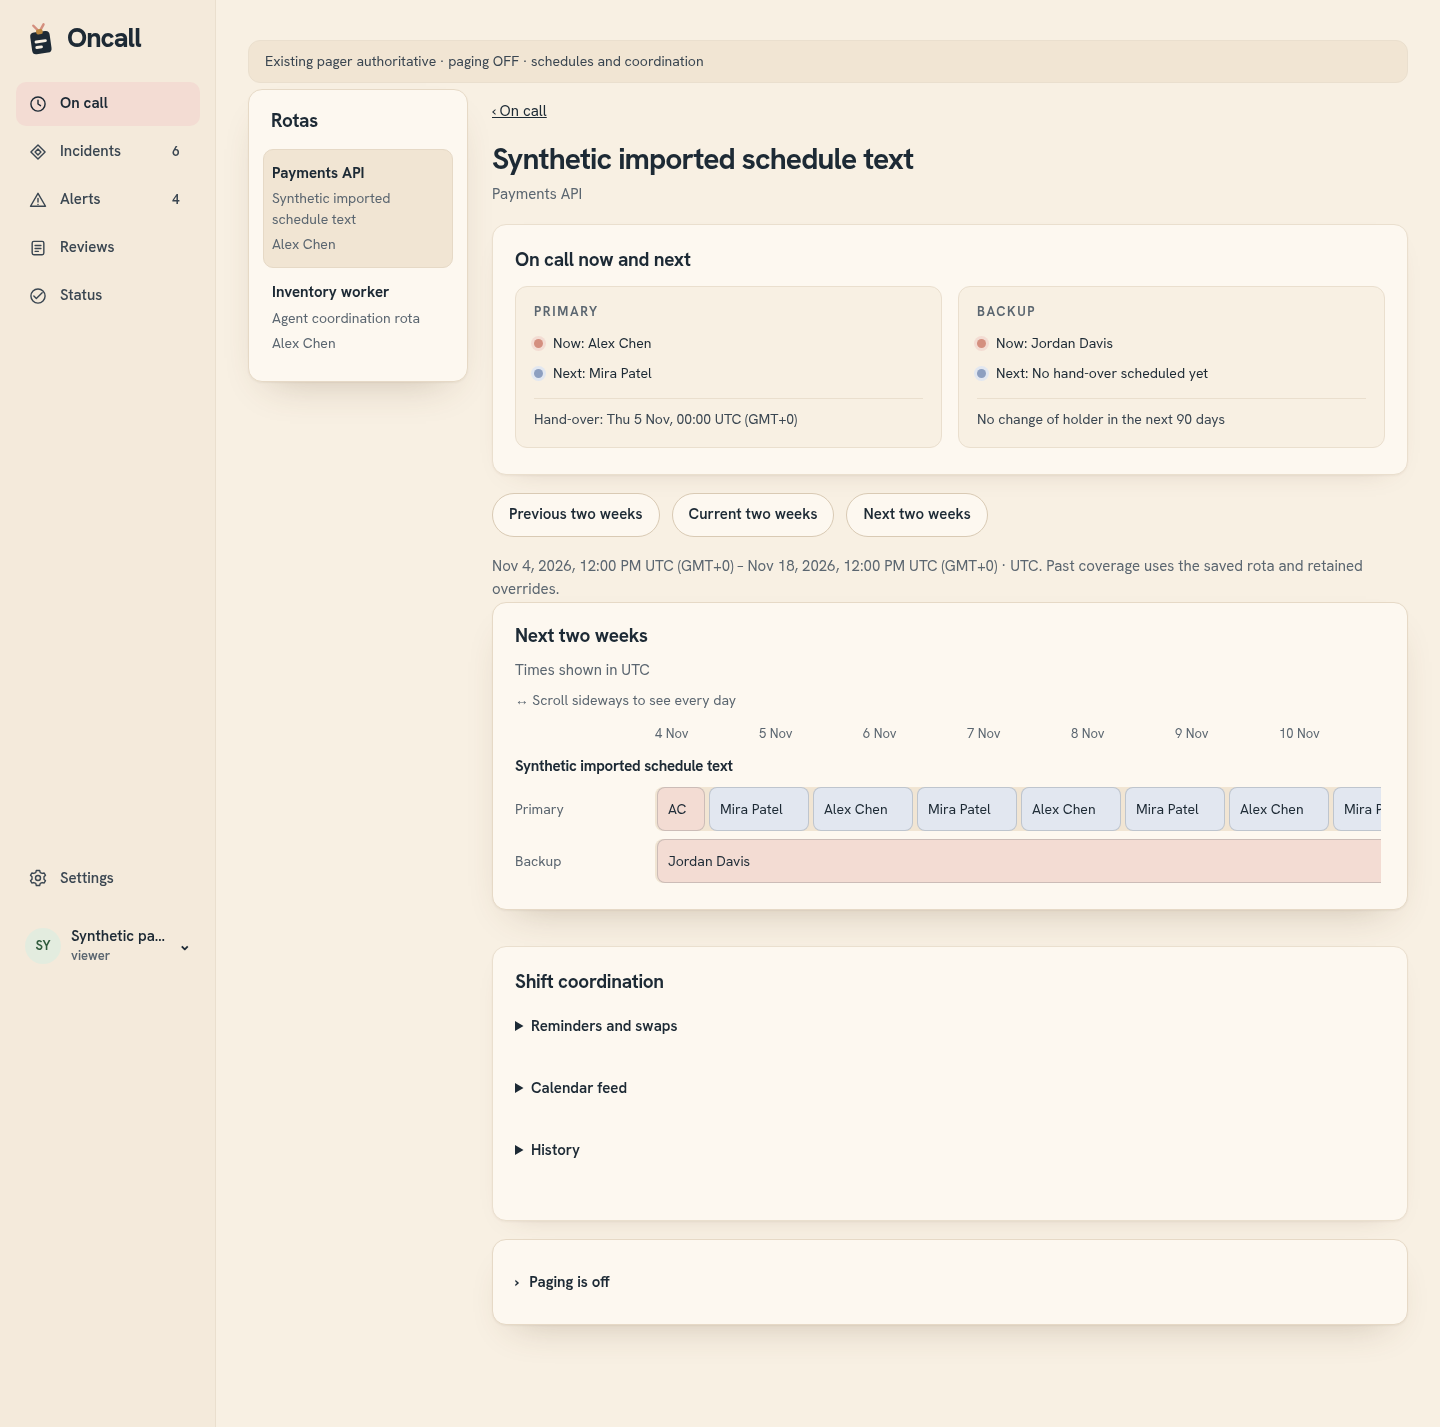 Oncall
On call
Incidents 6
Alerts 4
Reviews
Status
Settings
SY
Synthetic pa...
viewer
Existing pager authoritative · paging OFF · schedules and coordination
Rotas
Payments API
Synthetic imported
schedule text
Alex Chen
Inventory worker
Agent coordination rota
Alex Chen
‹ On call
Synthetic imported schedule text
Payments API
On call now and next
PRIMARY
Now: Alex Chen
Next: Mira Patel
Hand-over: Thu 5 Nov, 00:00 UTC (GMT+0)
BACKUP
Now: Jordan Davis
Next: No hand-over scheduled yet
No change of holder in the next 90 days
Previous two weeks
Current two weeks
Next two weeks
Nov 4, 2026, 12:00 PM UTC (GMT+0) – Nov 18, 2026, 12:00 PM UTC (GMT+0) · UTC. Past coverage uses the saved rota and retained
overrides.
Next two weeks
Times shown in UTC
↔ Scroll sideways to see every day
4 Nov 5 Nov 6 Nov 7 Nov 8 Nov 9 Nov 10 Nov
Synthetic imported schedule text
Primary AC Mira Patel Alex Chen Mira Patel Alex Chen Mira Patel Alex Chen Mira P
Backup Jordan Davis
Shift coordination
▶ Reminders and swaps
▶ Calendar feed
▶ History
› Paging is off